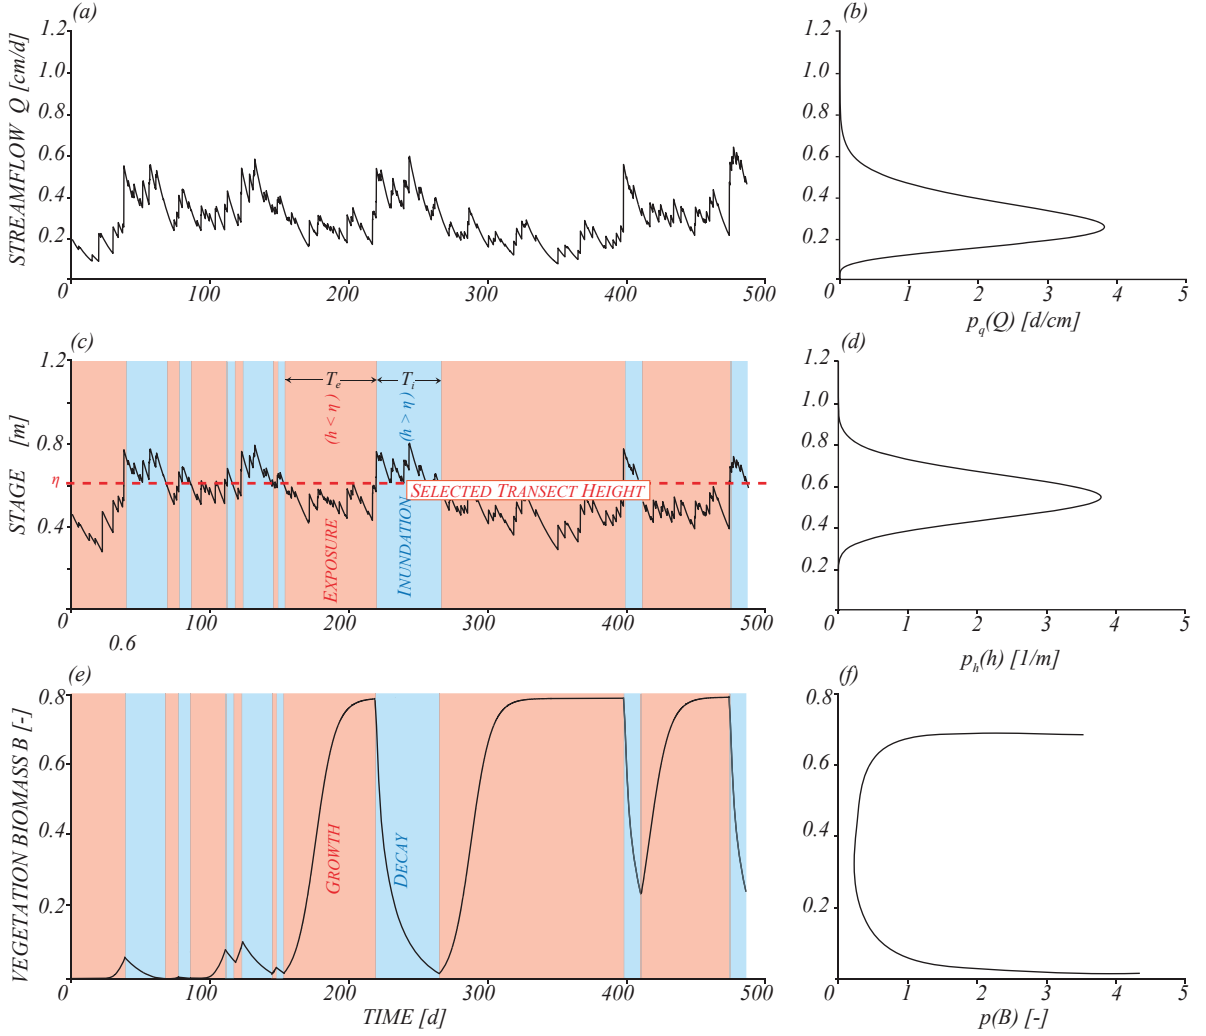 (a)
STREAMFLOW Q [cm/d]
1.2
1.0
0.8
0.6
0.4
0.2
0 100 200 300 400 500
(b)
1.2
1.0
0.8
0.6
0.4
0.2
0 1 2 3 4 5
p_q(Q) [d/cm]
(c)
STAGE [m]
1.2
0.8
η
0.4
T_e
T_i
(h < η)
(h > η)
SELECTED TRANSECT HEIGHT
EXPOSURE
INUNDATION
0 100 200 300 400 500
0.6
(d)
1.2
1.0
0.8
0.6
0.4
0.2
0 1 2 3 4 5
p_h(h) [1/m]
(e)
VEGETATION BIOMASS B [-]
0.8
0.6
0.4
0.2
GROWTH
DECAY
0 100 200 300 400 500
TIME [d]
(f)
0.8
0.6
0.4
0.2
0 1 2 3 4 5
p(B) [-]